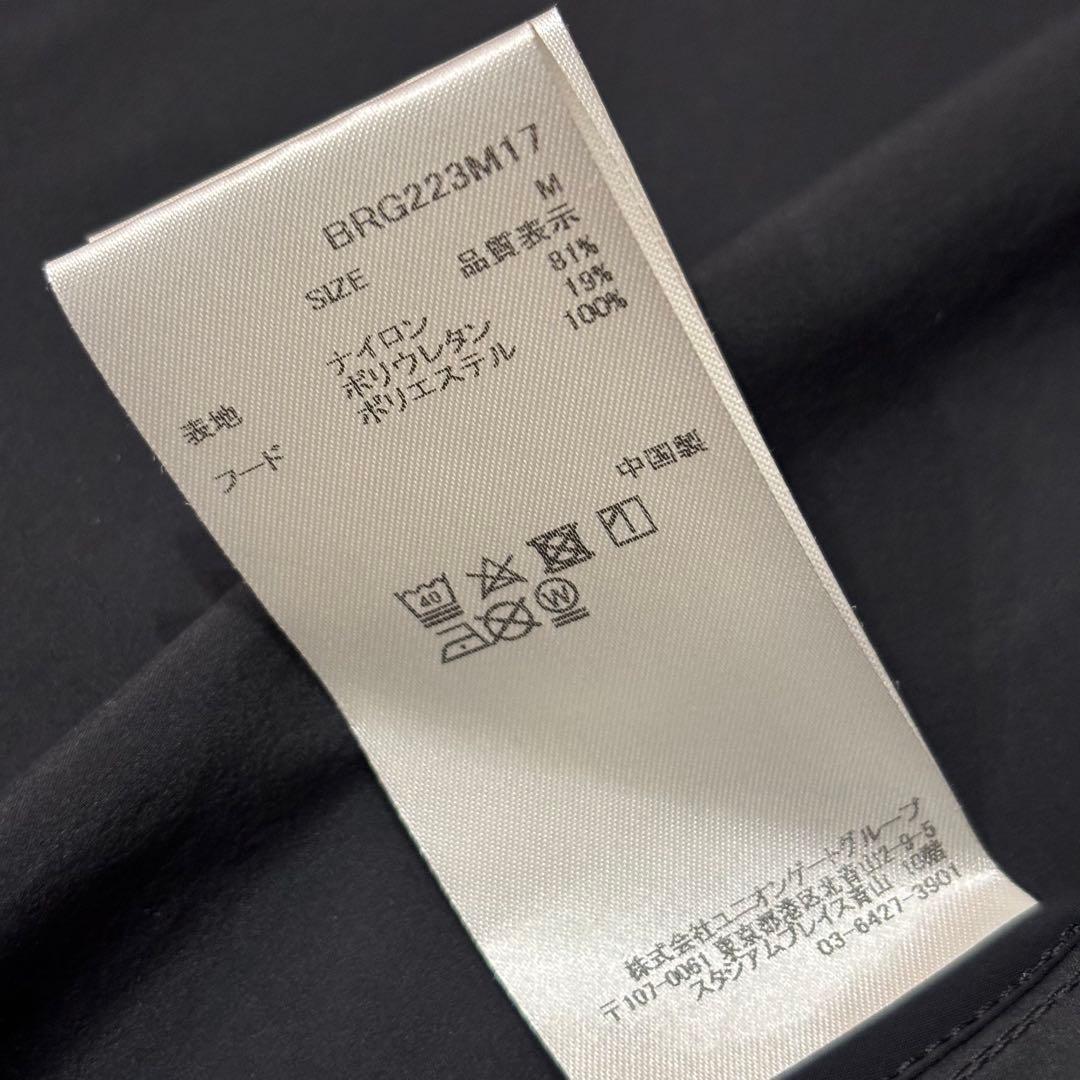 BRG223M17
SIZE M
品質表示
表地 ナイロン 81%
ポリウレタン 19%
フード ポリエステル 100%
中国製
40
W
株式会社ユニオンゲートグループ
〒107-0061 東京都港区北青山2-9-5
スタジアムプレイス青山 10階
03-6427-3901